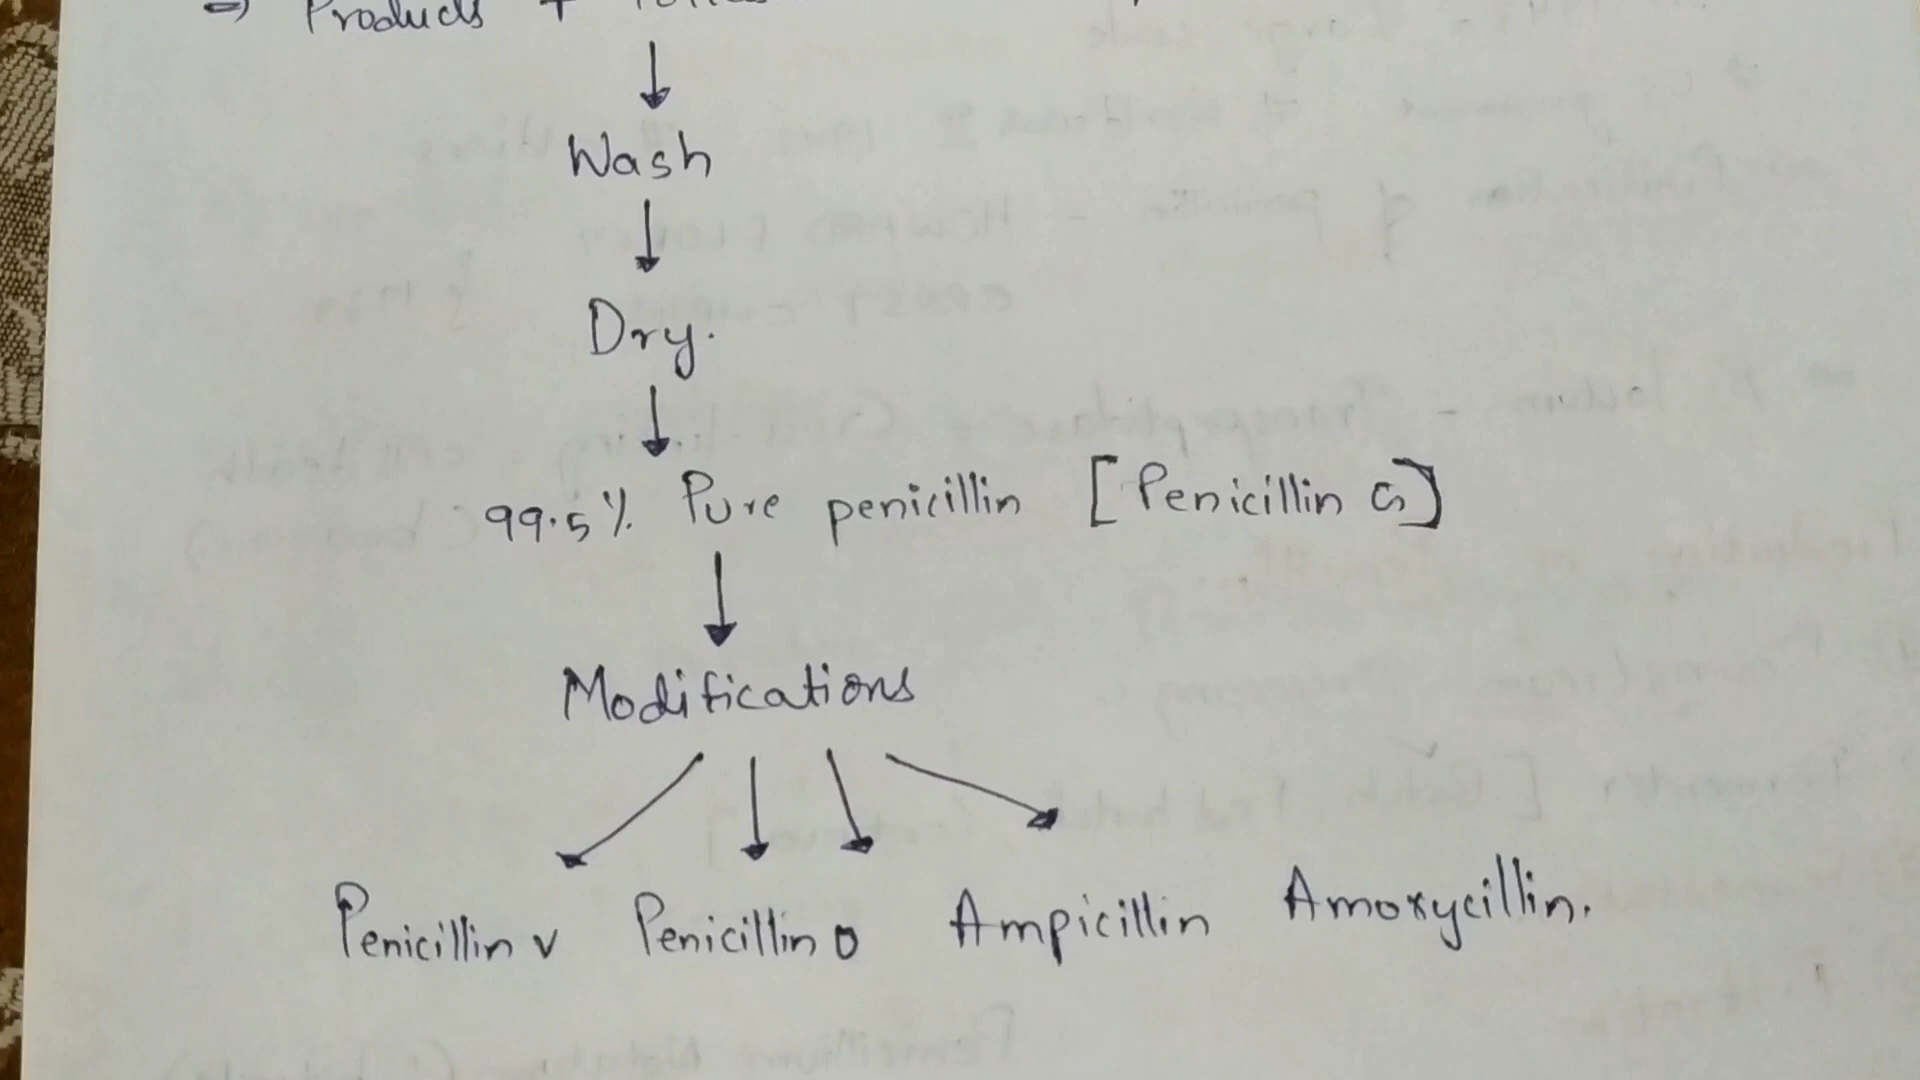 ⇒ Products +
↓
Wash
↓
Dry.
↓
99.5% Pure penicillin [Penicillin G]
↓
Modifications
Penicillin V Penicillin O Ampicillin Amoxycillin.